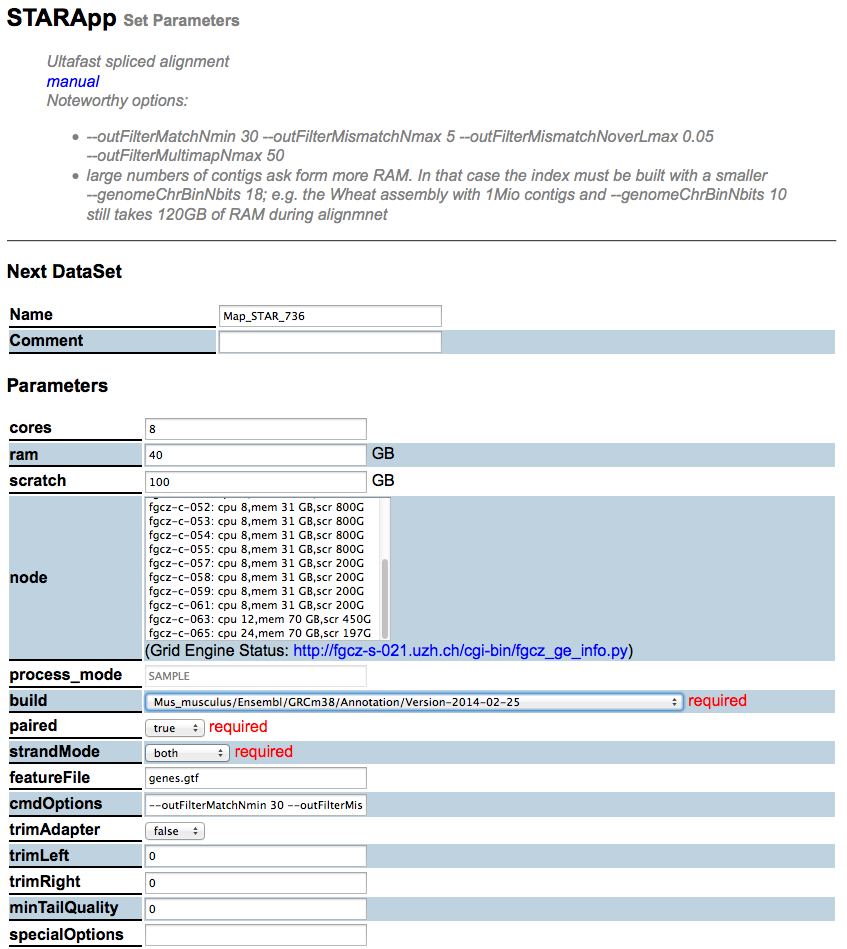 STARApp Set Parameters
Ultafast spliced alignment
manual
Noteworthy options:
• --outFilterMatchNmin 30 --outFilterMismatchNmax 5 --outFilterMismatchNoverLmax 0.05
--outFilterMultimapNmax 50
• large numbers of contigs ask form more RAM. In that case the index must be built with a smaller
--genomeChrBinNbits 18; e.g. the Wheat assembly with 1Mio contigs and --genomeChrBinNbits 10
still takes 120GB of RAM during alignmnet
Next DataSet
Name Map_STAR_736
Comment
Parameters
cores 8
ram 40 GB
scratch 100 GB
node
fgcz-c-052: cpu 8,mem 31 GB,scr 800G
fgcz-c-053: cpu 8,mem 31 GB,scr 800G
fgcz-c-054: cpu 8,mem 31 GB,scr 800G
fgcz-c-055: cpu 8,mem 31 GB,scr 800G
fgcz-c-057: cpu 8,mem 31 GB,scr 200G
fgcz-c-058: cpu 8,mem 31 GB,scr 200G
fgcz-c-059: cpu 8,mem 31 GB,scr 200G
fgcz-c-061: cpu 8,mem 31 GB,scr 200G
fgcz-c-063: cpu 12,mem 70 GB,scr 450G
fgcz-c-065: cpu 24,mem 70 GB,scr 197G
(Grid Engine Status: http://fgcz-s-021.uzh.ch/cgi-bin/fgcz_ge_info.py)
process_mode SAMPLE
build Mus_musculus/Ensembl/GRCm38/Annotation/Version-2014-02-25 required
paired true required
strandMode both required
featureFile genes.gtf
cmdOptions --outFilterMatchNmin 30 --outFilterMis
trimAdapter false
trimLeft 0
trimRight 0
minTailQuality 0
specialOptions